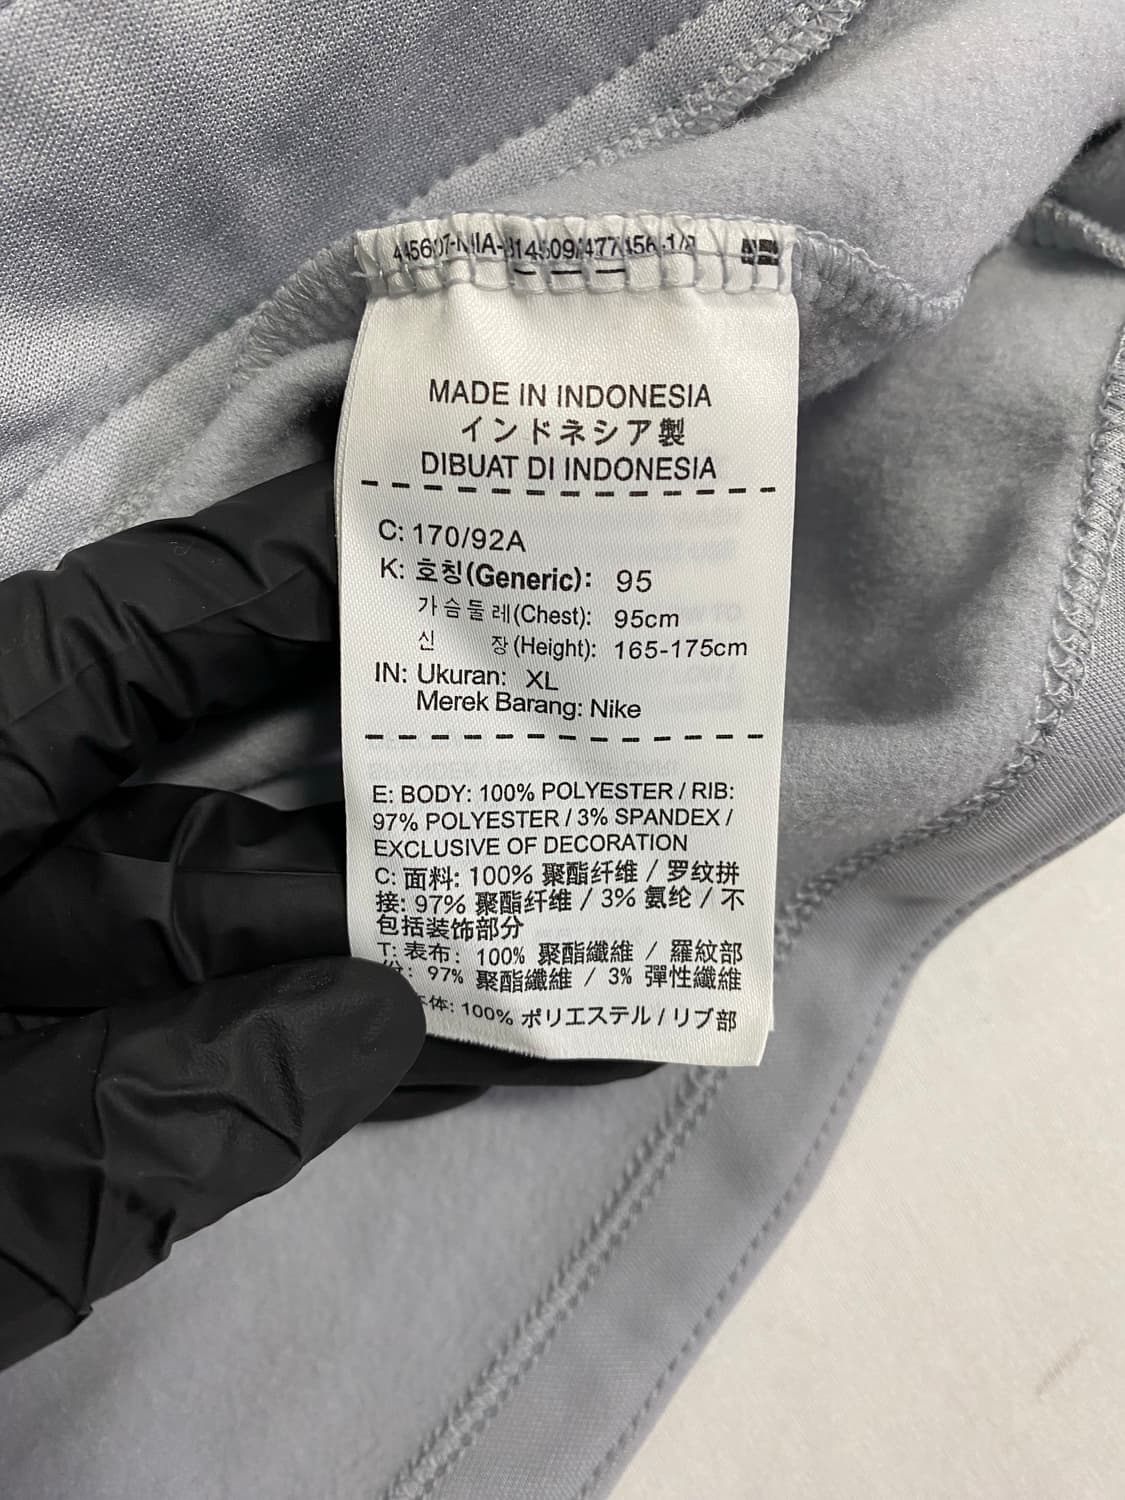 MADE IN INDONESIA
インドネシア製
DIBUAT DI INDONESIA
C: 170/92A
K: 호칭(Generic): 95
가슴둘레(Chest): 95cm
신 장(Height): 165-175cm
IN: Ukuran: XL
Merek Barang: Nike
E: BODY: 100% POLYESTER / RIB:
97% POLYESTER / 3% SPANDEX /
EXCLUSIVE OF DECORATION
C: 面料: 100% 聚酯纤维 / 罗纹拼
接: 97% 聚酯纤维 / 3% 氨纶 / 不
包括装饰部分
T: 表布: 100% 聚酯纖維 / 羅紋部
份: 97% 聚酯纖維 / 3% 彈性纖維
体: 100% ポリエステル / リブ部